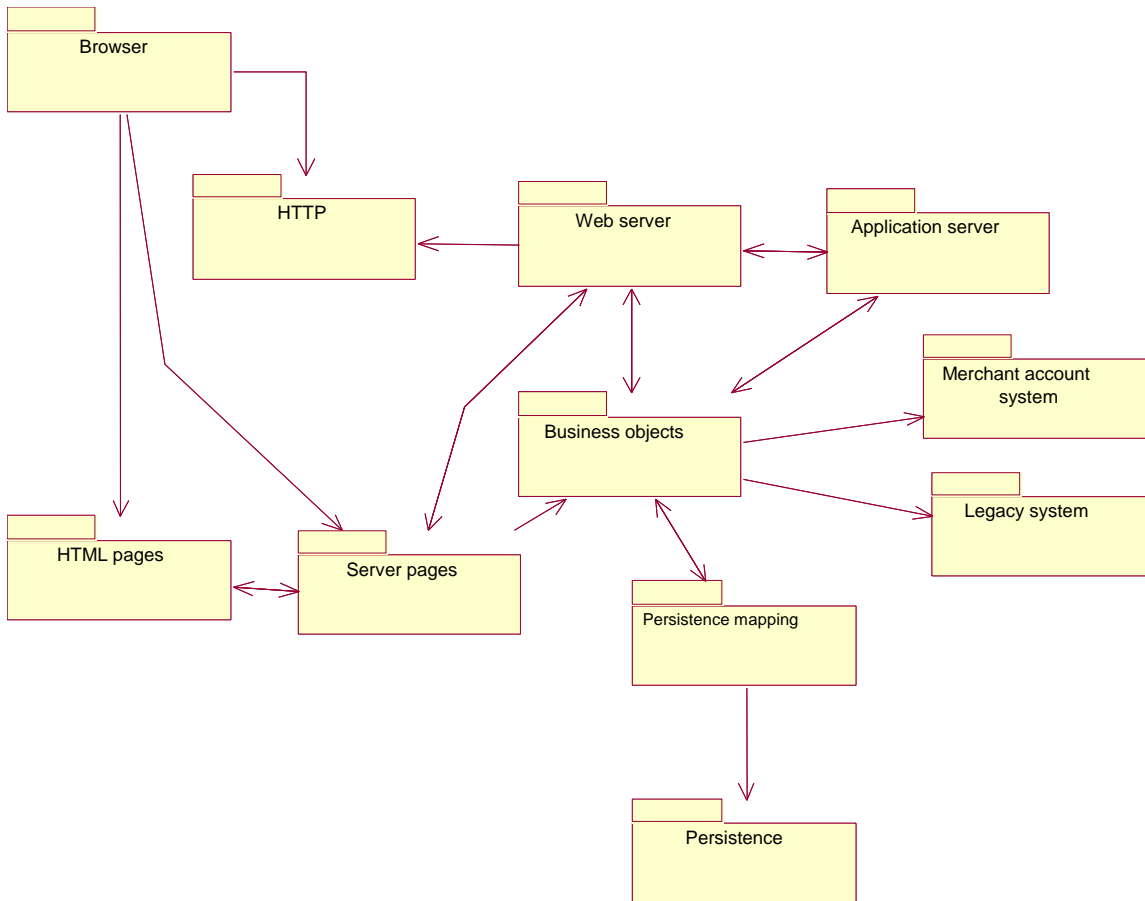 Browser
HTTP
Web server
Application server
Merchant account
system
Business objects
Legacy system
HTML pages
Server pages
Persistence mapping
Persistence